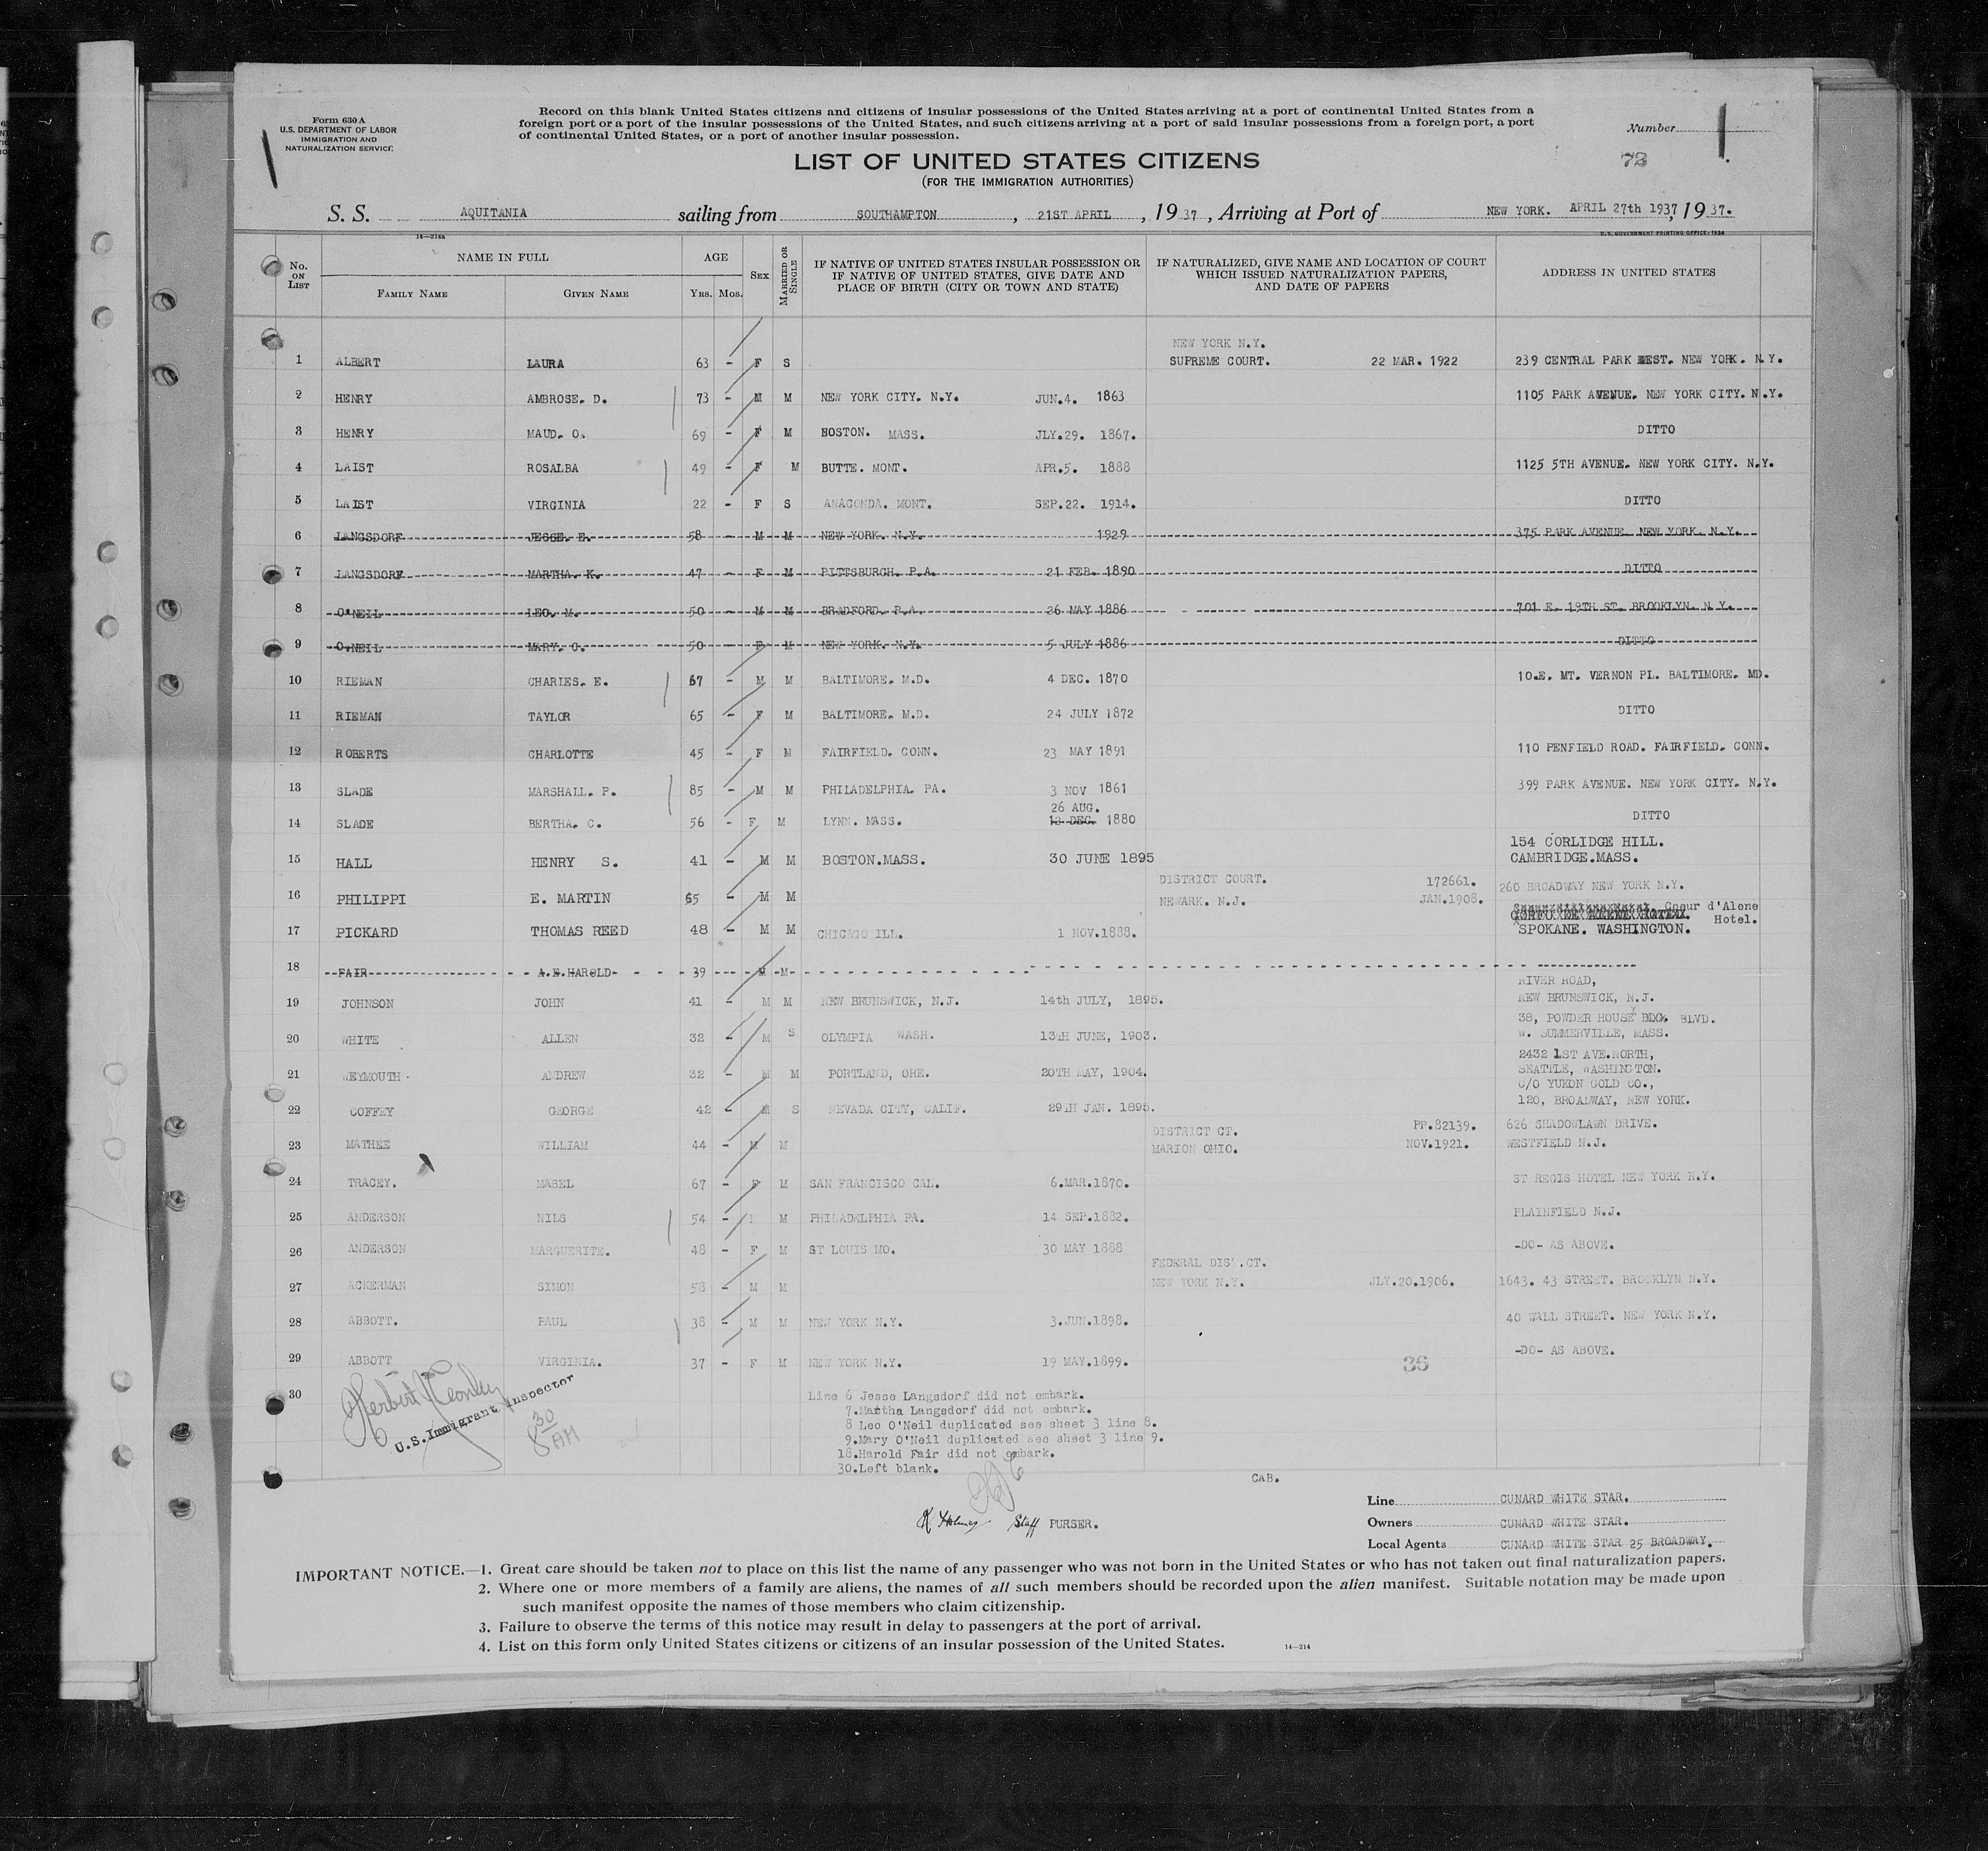 Form 630 A
U.S. DEPARTMENT OF LABOR
IMMIGRATION AND
NATURALIZATION SERVICE
Record on this blank United States citizens and citizens of insular possessions of the United States arriving at a port of continental United States from a
foreign port or a port of the insular possessions of the United States, and such citizens arriving at a port of said insular possessions from a foreign port, a port
of continental United States, or a port of another insular possession.
Number
72
LIST OF UNITED STATES CITIZENS
(FOR THE IMMIGRATION AUTHORITIES)
S. S. AQUITANIA sailing from SOUTHAMPTON, 21ST APRIL, 1937, Arriving at Port of NEW YORK. APRIL 27th 1937, 1937.
14—214a
U.S. GOVERNMENT PRINTING OFFICE: 1934
No. ON LIST
NAME IN FULL
FAMILY NAME GIVEN NAME
AGE
YRS. MOS.
SEX
MARRIED OR SINGLE
IF NATIVE OF UNITED STATES INSULAR POSSESSION OR
IF NATIVE OF UNITED STATES, GIVE DATE AND
PLACE OF BIRTH (CITY OR TOWN AND STATE)
IF NATURALIZED, GIVE NAME AND LOCATION OF COURT
WHICH ISSUED NATURALIZATION PAPERS,
AND DATE OF PAPERS
ADDRESS IN UNITED STATES
NEW YORK N.Y.
1 ALBERT LAURA 63 - F S SUPREME COURT. 22 MAR. 1922 239 CENTRAL PARK WEST. NEW YORK. N.Y.
2 HENRY AMBROSE. D. 73 - M M NEW YORK CITY. N.Y. JUN.4. 1863 1105 PARK AVENUE. NEW YORK CITY. N.Y.
3 HENRY MAUD. O. 69 - F M BOSTON. MASS. JLY.29. 1867. DITTO
4 LAIST ROSALBA 49 - F M BUTTE. MONT. APR.5. 1888 1125 5TH AVENUE. NEW YORK CITY. N.Y.
5 LAIST VIRGINIA 22 - F S ANACONDA. MONT. SEP.22. 1914. DITTO
6 LANGSDORF JESSE. E. 58 - M M NEW YORK. N.Y. 1929 375 PARK AVENUE. NEW YORK. N.Y.
7 LANGSDORF MARTHA. K. 47 - F M PITTSBURGH. P.A. 21 FEB. 1890 DITTO
8 O'NEIL LEO. M. 50 - M M BRADFORD. P.A. 26 MAY 1886 701 E. 19TH ST. BROOKLYN. N.Y.
9 O'NEIL MARY. C. 50 - F M NEW YORK. N.Y. 5 JULY 1886 DITTO
10 RIEMAN CHARLES. E. 67 - M M BALTIMORE. M.D. 4 DEC. 1870 10.E. MT. VERNON PL. BALTIMORE. MD.
11 RIEMAN TAYLOR 65 - F M BALTIMORE. M.D. 24 JULY 1872 DITTO
12 ROBERTS CHARLOTTE 45 - F M FAIRFIELD. CONN. 23 MAY 1891 110 PENFIELD ROAD. FAIRFIELD. CONN.
13 SLADE MARSHALL. P. 85 - M M PHILADELPHIA. PA. 3 NOV 1861 399 PARK AVENUE. NEW YORK CITY. N.Y.
26 AUG.
14 SLADE BERTHA. C. 56 - F M LYNN. MASS. DEC. 1880 DITTO
15 HALL HENRY S. 41 - M M BOSTON.MASS. 30 JUNE 1895 154 CORLIDGE HILL.
CAMBRIDGE.MASS.
DISTRICT COURT. 172661.
16 PHILIPPI E. MARTIN 65 - M M NEWARK. N.J. JAN.1908. 260 BROADWAY NEW YORK N.Y.
Coeur d'Alene
Hotel.
17 PICKARD THOMAS REED 48 - M M CHICAGO ILL. 1 NOV.1888. SPOKANE. WASHINGTON.
18 FAIR A.E.HAROLD 39 M M
19 JOHNSON JOHN 41 - M M NEW BRUNSWICK, N.J. 14th JULY, 1895. RIVER ROAD,
NEW BRUNSWICK, N.J.
20 WHITE ALLEN 32 - M S OLYMPIA WASH. 13TH JUNE, 1903. 38, POWDER HOUSE BLVD.
W. SUMMERVILLE, MASS.
21 WEYMOUTH ANDREW 32 - M M PORTLAND, ORE. 20TH MAY, 1904. 2432 1ST AVE.NORTH,
SEATTLE, WASHINGTON.
22 COFFEY GEORGE 42 - M S NEVADA CITY, CALIF. 29TH JAN. 1895. C/O YUKON GOLD CO.,
120, BROADWAY, NEW YORK.
DISTRICT CT. PP.82139. 626 SHADOWLAWN DRIVE.
23 MATHEE WILLIAM 44 - M M MARION OHIO. NOV.1921. WESTFIELD N.J.
24 TRACEY. MABEL 67 - F M SAN FRANCISCO CAL. 6.MAR.1870. ST REGIS HOTEL NEW YORK N.Y.
25 ANDERSON NILS 54 - M PHILADELPHIA PA. 14 SEP.1882. PLAINFIELD N.J.
26 ANDERSON MARGUERITE. 48 - F M ST LOUIS MO. 30 MAY 1888 -DO- AS ABOVE.
FEDERAL DIS'.CT.
27 ACKERMAN SIMON 58 - M M NEW YORK N.Y. JLY.20.1906. 1643. 43 STREET. BROOKLYN N.Y.
28 ABBOTT. PAUL 38 - M M NEW YORK N.Y. 3.JUN.1898. 40 WALL STREET. NEW YORK N.Y.
29 ABBOTT VIRGINIA. 37 - F M NEW YORK N.Y. 19 MAY.1899. -DO- AS ABOVE.
36
30 Line 6 Jesse Langsdorf did not embark.
7.Martha Langsdorf did not embark.
8 Leo O'Neil duplicated see sheet 3 line 8.
9.Mary O'Neil duplicated see sheet 3 line 9.
18.Harold Fair did not embark.
30.Left blank.
U.S. Immigrant Inspector
8 30 AM
CAB.
K Holmes Staff PURSER.
Line CUNARD WHITE STAR.
Owners CUNARD WHITE STAR.
Local Agents CUNARD WHITE STAR 25 BROADWAY.
IMPORTANT NOTICE.—1. Great care should be taken not to place on this list the name of any passenger who was not born in the United States or who has not taken out final naturalization papers.
2. Where one or more members of a family are aliens, the names of all such members should be recorded upon the alien manifest. Suitable notation may be made upon
such manifest opposite the names of those members who claim citizenship.
3. Failure to observe the terms of this notice may result in delay to passengers at the port of arrival.
4. List on this form only United States citizens or citizens of an insular possession of the United States.
14—214